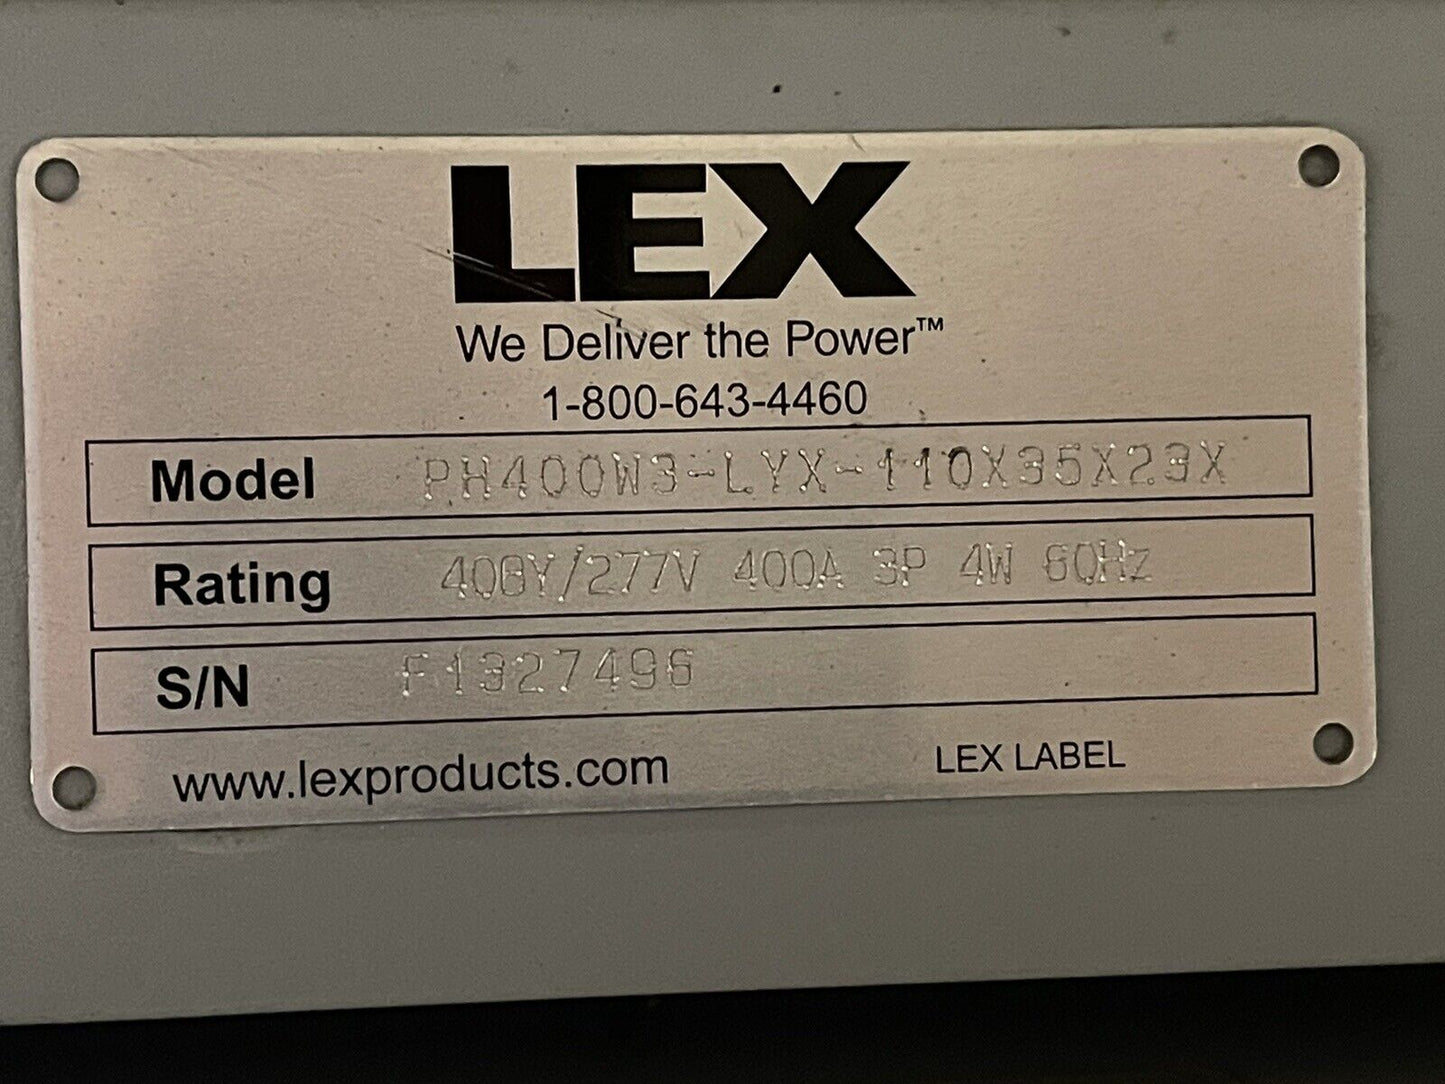 LEX
We Deliver the Power™
1-800-643-4460
Model PH400W3-LYX-110X35X23X
Rating 408Y/277V 400A 3P 4W 60Hz
S/N F1327496
www.lexproducts.com LEX LABEL